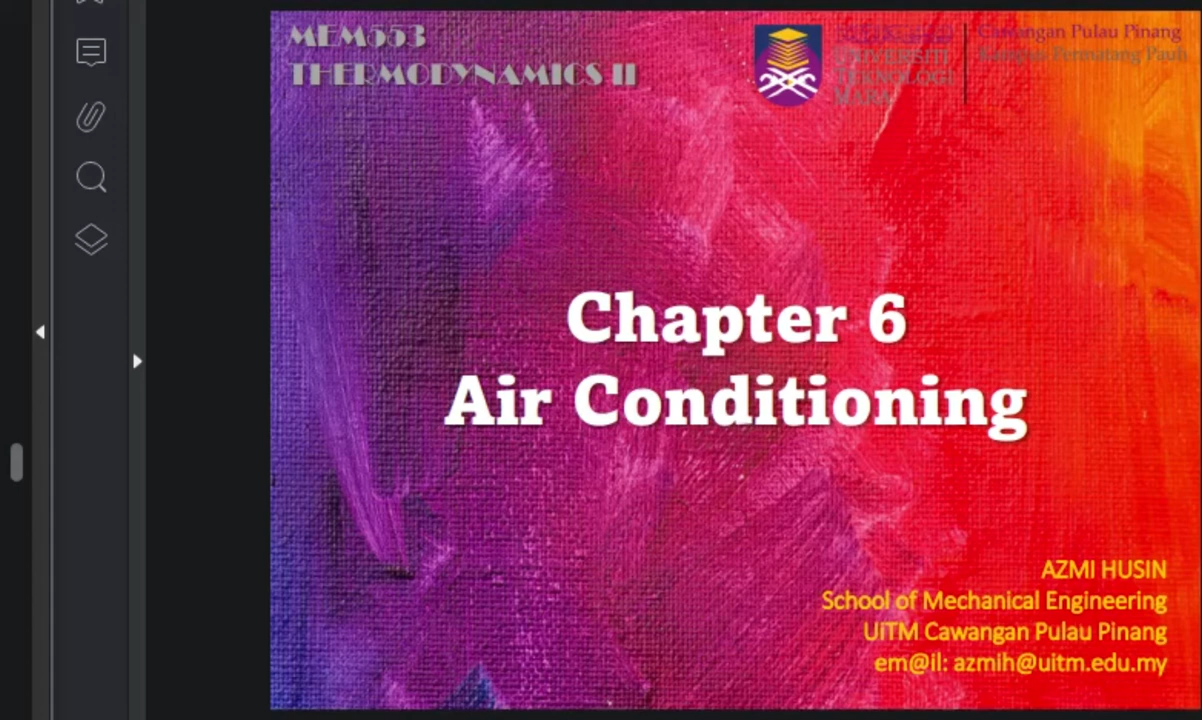 MEM553
THERMODYNAMICS II
UNIVERSITI
TEKNOLOGI
MARA
Cawangan Pulau Pinang
Kampus Permatang Pauh
Chapter 6
Air Conditioning
AZMI HUSIN
School of Mechanical Engineering
UiTM Cawangan Pulau Pinang
em@il: azmih@uitm.edu.my